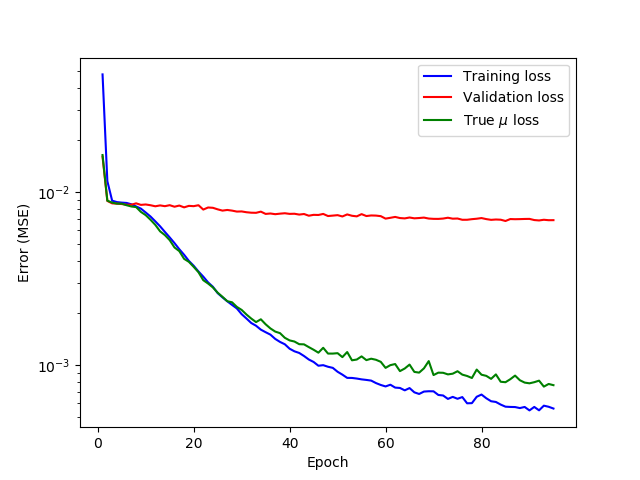 Training loss
Validation loss
True μ loss
10⁻²
10⁻³
Error (MSE)
0 20 40 60 80
Epoch